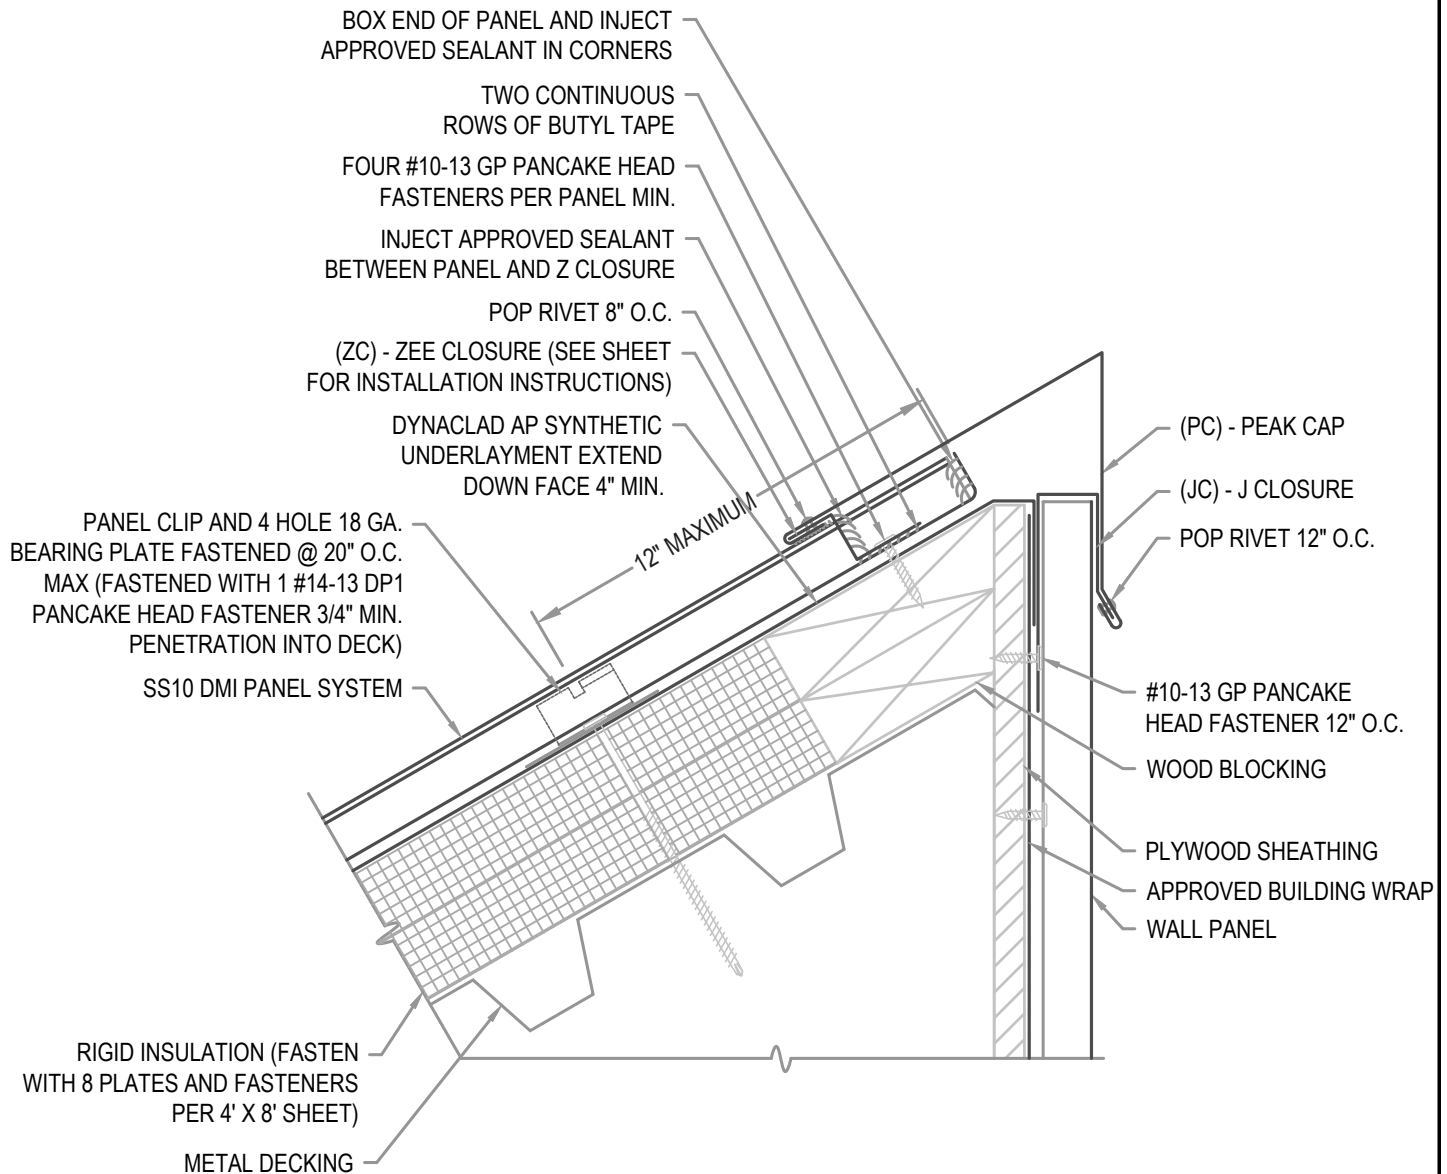 BOX END OF PANEL AND INJECT
APPROVED SEALANT IN CORNERS
TWO CONTINUOUS
ROWS OF BUTYL TAPE
FOUR #10-13 GP PANCAKE HEAD
FASTENERS PER PANEL MIN.
INJECT APPROVED SEALANT
BETWEEN PANEL AND Z CLOSURE
POP RIVET 8" O.C.
(ZC) - ZEE CLOSURE (SEE SHEET
FOR INSTALLATION INSTRUCTIONS)
DYNACLAD AP SYNTHETIC
UNDERLAYMENT EXTEND
DOWN FACE 4" MIN.
PANEL CLIP AND 4 HOLE 18 GA.
BEARING PLATE FASTENED @ 20" O.C.
MAX (FASTENED WITH 1 #14-13 DP1
PANCAKE HEAD FASTENER 3/4" MIN.
PENETRATION INTO DECK)
SS10 DMI PANEL SYSTEM
12" MAXIMUM
(PC) - PEAK CAP
(JC) - J CLOSURE
POP RIVET 12" O.C.
#10-13 GP PANCAKE
HEAD FASTENER 12" O.C.
WOOD BLOCKING
PLYWOOD SHEATHING
APPROVED BUILDING WRAP
WALL PANEL
RIGID INSULATION (FASTEN
WITH 8 PLATES AND FASTENERS
PER 4' X 8' SHEET)
METAL DECKING